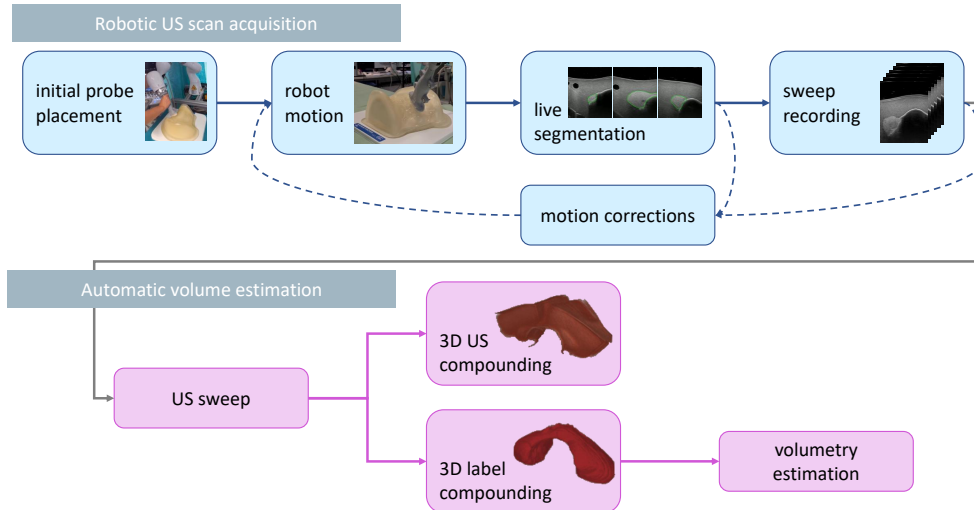 Robotic US scan acquisition
initial probe
placement
robot
motion
live
segmentation
sweep
recording
motion corrections
Automatic volume estimation
3D US
compounding
US sweep
3D label
compounding
volumetry
estimation